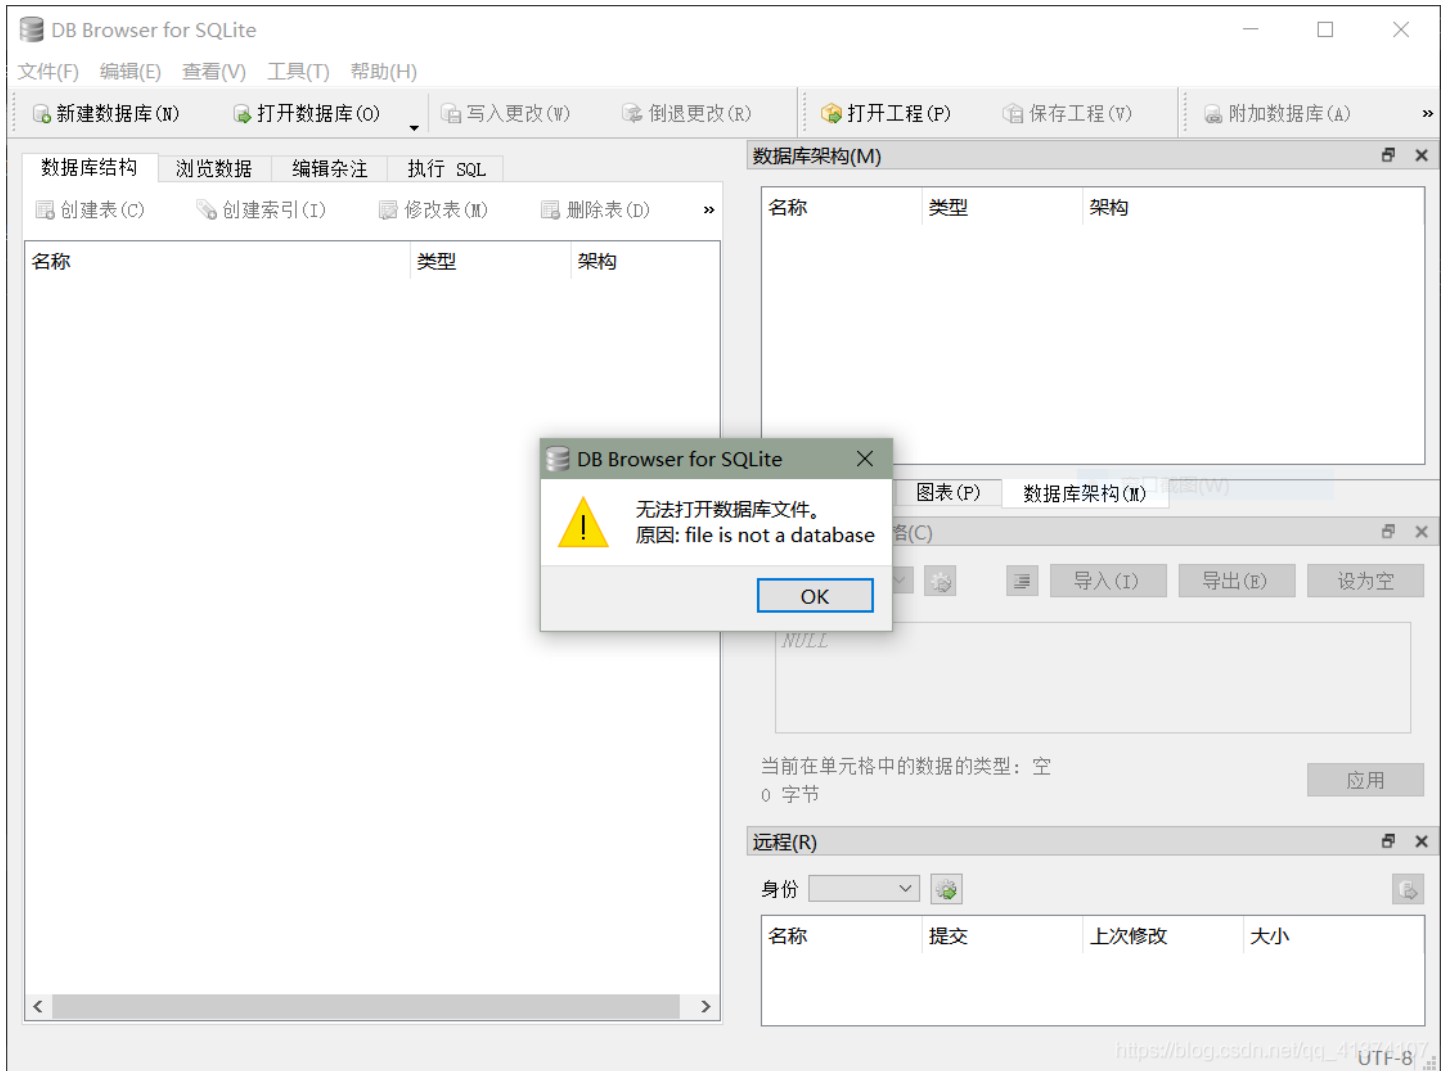 DB Browser for SQLite
文件(F) 编辑(E) 查看(V) 工具(T) 帮助(H)
新建数据库(N) 打开数据库(O) 写入更改(W) 倒退更改(R) 打开工程(P) 保存工程(V) 附加数据库(A) »
数据库结构 浏览数据 编辑杂注 执行 SQL
创建表(C) 创建索引(I) 修改表(M) 删除表(D) »
名称 类型 架构
数据库架构(M)
名称 类型 架构
DB Browser for SQLite
无法打开数据库文件。
原因: file is not a database
OK
图表(P) 数据库架构(M)
格(C)
导入(I) 导出(E) 设为空
NULL
当前在单元格中的数据的类型: 空
0 字节
应用
远程(R)
身份
名称 提交 上次修改 大小
https://blog.csdn.net/qq_41374107
UTF-8